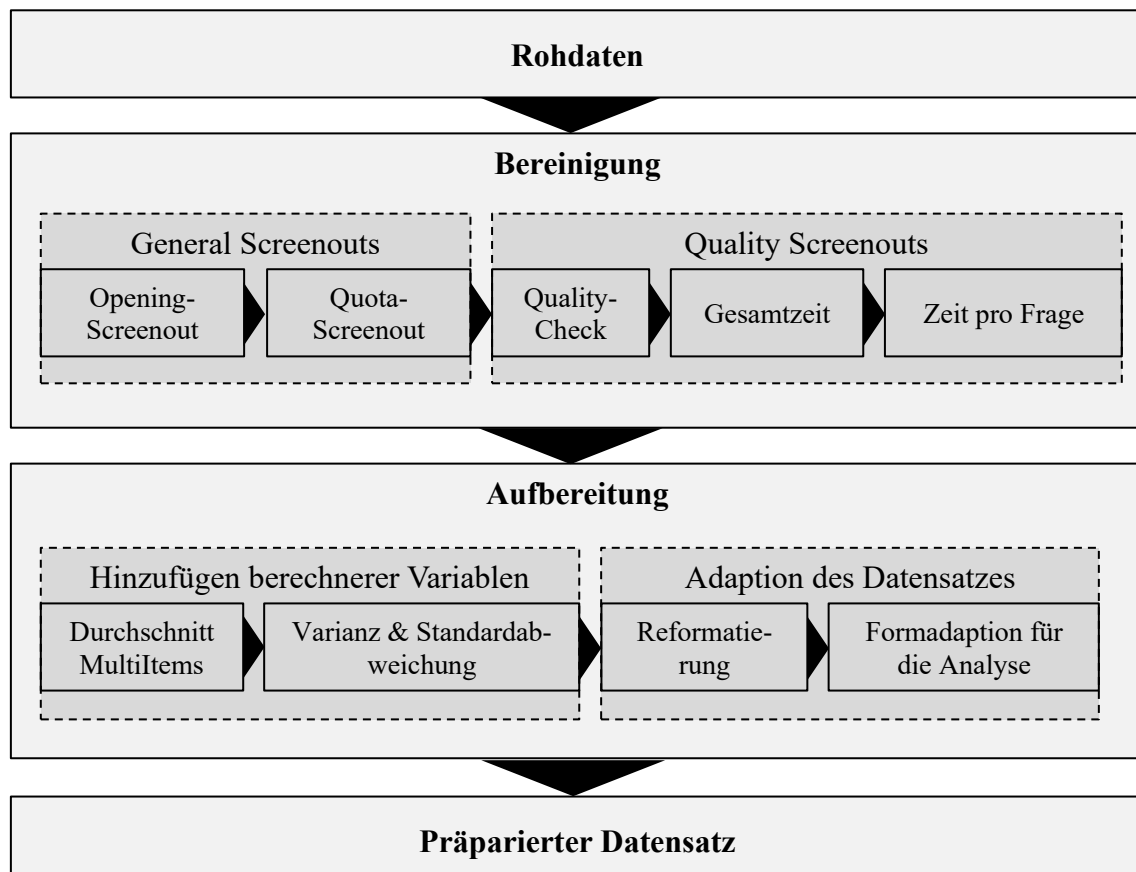 Rohdaten
Bereinigung
General Screenouts
Opening-
Screenout
Quota-
Screenout
Quality Screenouts
Quality-
Check
Gesamtzeit
Zeit pro Frage
Aufbereitung
Hinzufügen berechnerer Variablen
Durchschnitt
MultiItems
Varianz & Standardab-
weichung
Adaption des Datensatzes
Reformatie-
rung
Formadaption für
die Analyse
Präparierter Datensatz